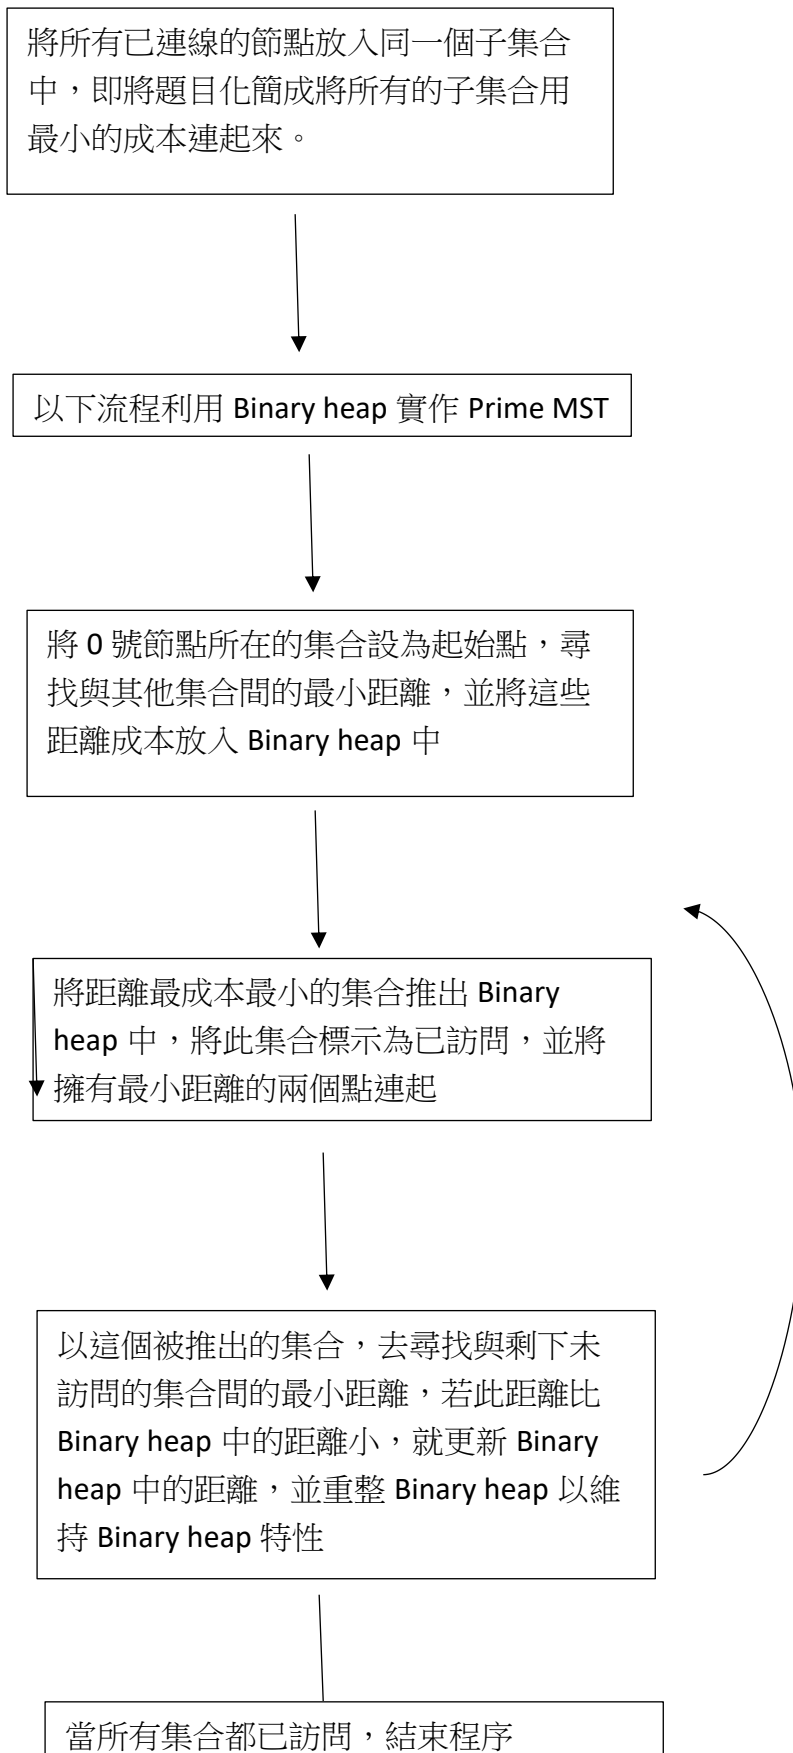 將所有已連線的節點放入同一個子集合
中，即將題目化簡成將所有的子集合用
最小的成本連起來。
以下流程利用 Binary heap 實作 Prime MST
將 0 號節點所在的集合設為起始點，尋
找與其他集合間的最小距離，並將這些
距離成本放入 Binary heap 中
將距離最成本最小的集合推出 Binary
heap 中，將此集合標示為已訪問，並將
擁有最小距離的兩個點連起
以這個被推出的集合，去尋找與剩下未
訪問的集合間的最小距離，若此距離比
Binary heap 中的距離小，就更新 Binary
heap 中的距離，並重整 Binary heap 以維
持 Binary heap 特性
當所有集合都已訪問，結束程序